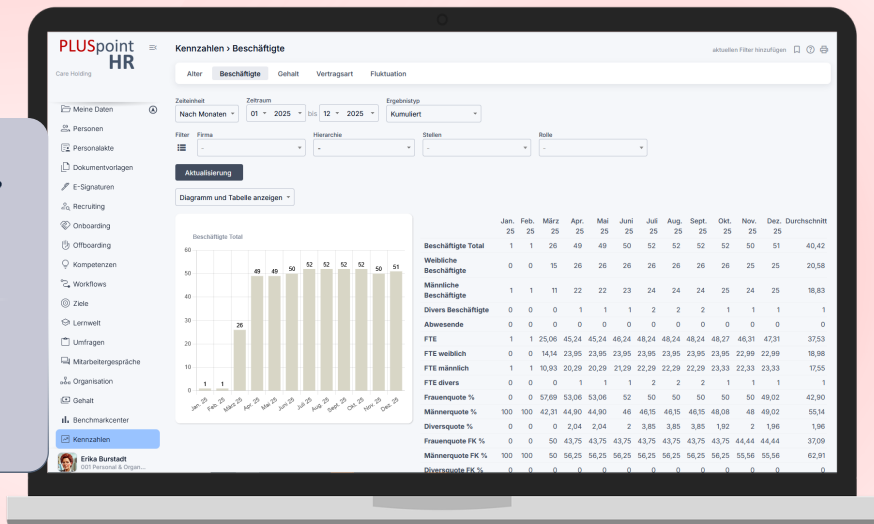 PLUSpoint
HR
Care Holding
Meine Daten
Personen
Personalakte
Dokumentvorlagen
E-Signaturen
Recruiting
Onboarding
Offboarding
Kompetenzen
Workflows
Ziele
Lernwelt
Umfragen
Mitarbeitergespräche
Organisation
Gehalt
Benchmarkcenter
Kennzahlen
Erika Burstadt
001 Personal & Organ...
Kennzahlen › Beschäftigte
aktuellen Filter hinzufügen
Alter Beschäftigte Gehalt Vertragsart Fluktuation
Zeiteinheit Zeitraum Ergebnistyp
Nach Monaten 01 2025 bis 12 2025 Kumuliert
Filter Firma Hierarchie Stellen Rolle
- - - -
Aktualisierung
Diagramm und Tabelle anzeigen
Beschäftigte Total
60
50
40
30
20
10
0
1 1 26 49 49 50 52 52 52 52 50 51
Jan. 25 Feb. 25 März 25 Apr. 25 Mai 25 Juni 25 Juli 25 Aug. 25 Sept. 25 Okt. 25 Nov. 25 Dez. 25
Jan. Feb. März Apr. Mai Juni Juli Aug. Sept. Okt. Nov. Dez. Durchschnitt
25 25 25 25 25 25 25 25 25 25 25 25
Beschäftigte Total 1 1 26 49 49 50 52 52 52 52 50 51 40,42
Weibliche
Beschäftigte 0 0 15 26 26 26 26 26 26 26 25 25 20,58
Männliche
Beschäftigte 1 1 11 22 22 23 24 24 24 25 24 25 18,83
Divers Beschäftigte 0 0 0 1 1 1 2 2 1 1 1 1 1
Abwesende 0 0 0 0 0 0 0 0 0 0 0 0 0
FTE 1 1 25,06 45,24 45,24 46,24 48,24 48,24 48,24 48,27 46,31 47,31 37,53
FTE weiblich 0 0 14,14 23,95 23,95 23,95 23,95 23,95 23,95 23,95 22,99 22,99 18,98
FTE männlich 1 1 10,93 20,29 20,29 21,29 22,29 22,29 22,29 23,33 22,33 23,33 17,55
FTE divers 0 0 0 1 1 1 2 2 2 1 1 1 1
Frauenquote % 0 0 57,69 53,06 53,06 52 50 50 50 50 50 49,02 42,90
Männerquote % 100 100 42,31 44,90 44,90 46 46,15 46,15 46,15 48,08 48 49,02 55,14
Diversquote % 0 0 0 2,04 2,04 2 3,85 3,85 3,85 1,92 2 1,96 1,96
Frauenquote FK % 0 0 50 43,75 43,75 43,75 43,75 43,75 43,75 43,75 44,44 44,44 37,09
Männerquote FK % 100 100 50 56,25 56,25 56,25 56,25 56,25 56,25 56,25 55,56 55,56 62,91
Diversquote FK % 0 0 0 0 0 0 0 0 0 0 0 0 0